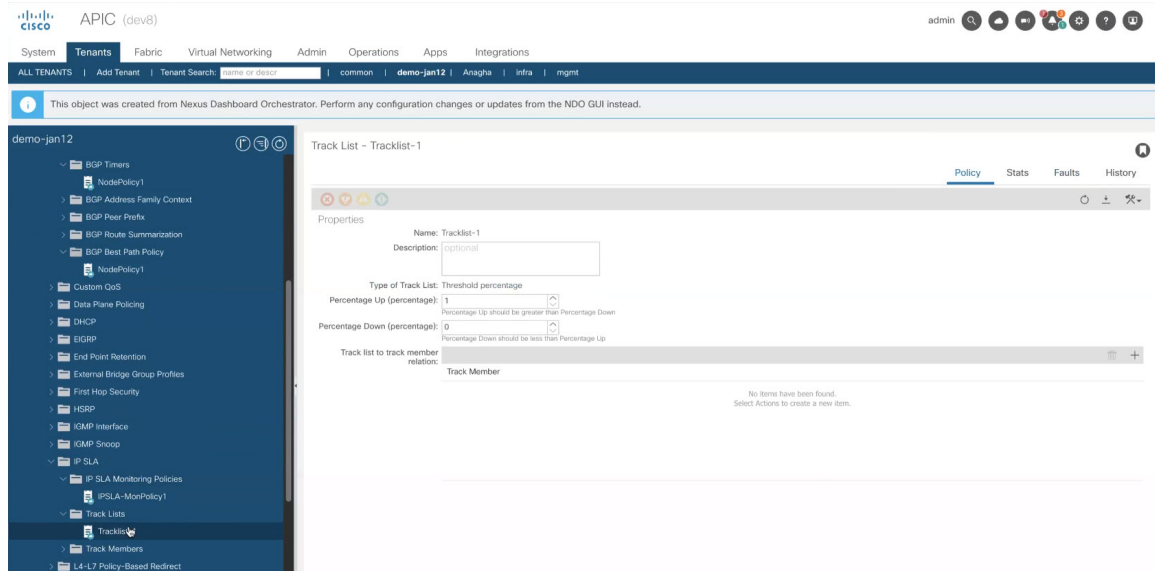 CISCO APIC (dev8) admin
System Tenants Fabric Virtual Networking Admin Operations Apps Integrations
ALL TENANTS | Add Tenant | Tenant Search: name or descr | common | demo-jan12 | Anagha | infra | mgmt
This object was created from Nexus Dashboard Orchestrator. Perform any configuration changes or updates from the NDO GUI instead.
demo-jan12
BGP Timers
NodePolicy1
BGP Address Family Context
BGP Peer Prefix
BGP Route Summarization
BGP Best Path Policy
NodePolicy1
Custom QoS
Data Plane Policing
DHCP
EIGRP
End Point Retention
External Bridge Group Profiles
First Hop Security
HSRP
IGMP Interface
IGMP Snoop
IP SLA
IP SLA Monitoring Policies
IPSLA-MonPolicy1
Track Lists
Track Members
L4-L7 Policy-Based Redirect
Track List - Tracklist-1
Policy Stats Faults History
Properties
Name: Tracklist-1
Description: optional
Type of Track List: Threshold percentage
Percentage Up (percentage): 1
Percentage Up should be greater than Percentage Down
Percentage Down (percentage): 0
Percentage Down should be less than Percentage Up
Track list to track member
relation:
Track Member
No items have been found.
Select Actions to create a new item.